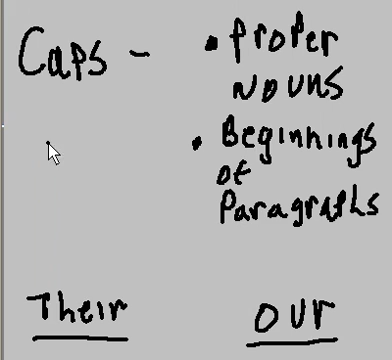 Caps - • Proper
Nouns
• Beginnings
of
Paragraphs
Their our